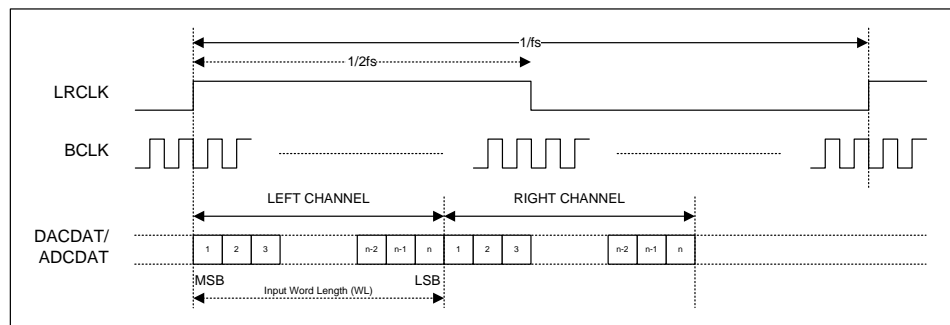 1/fs
1/2fs
LRCLK
BCLK
LEFT CHANNEL RIGHT CHANNEL
DACDAT/
ADCDAT
1 2 3 n-2 n-1 n 1 2 3 n-2 n-1 n
MSB LSB
Input Word Length (WL)